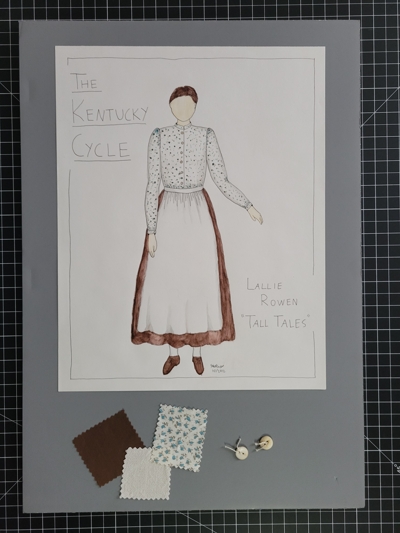 THE
KENTUCKY
CYCLE
LALLIE
ROWEN
"TALL TALES"